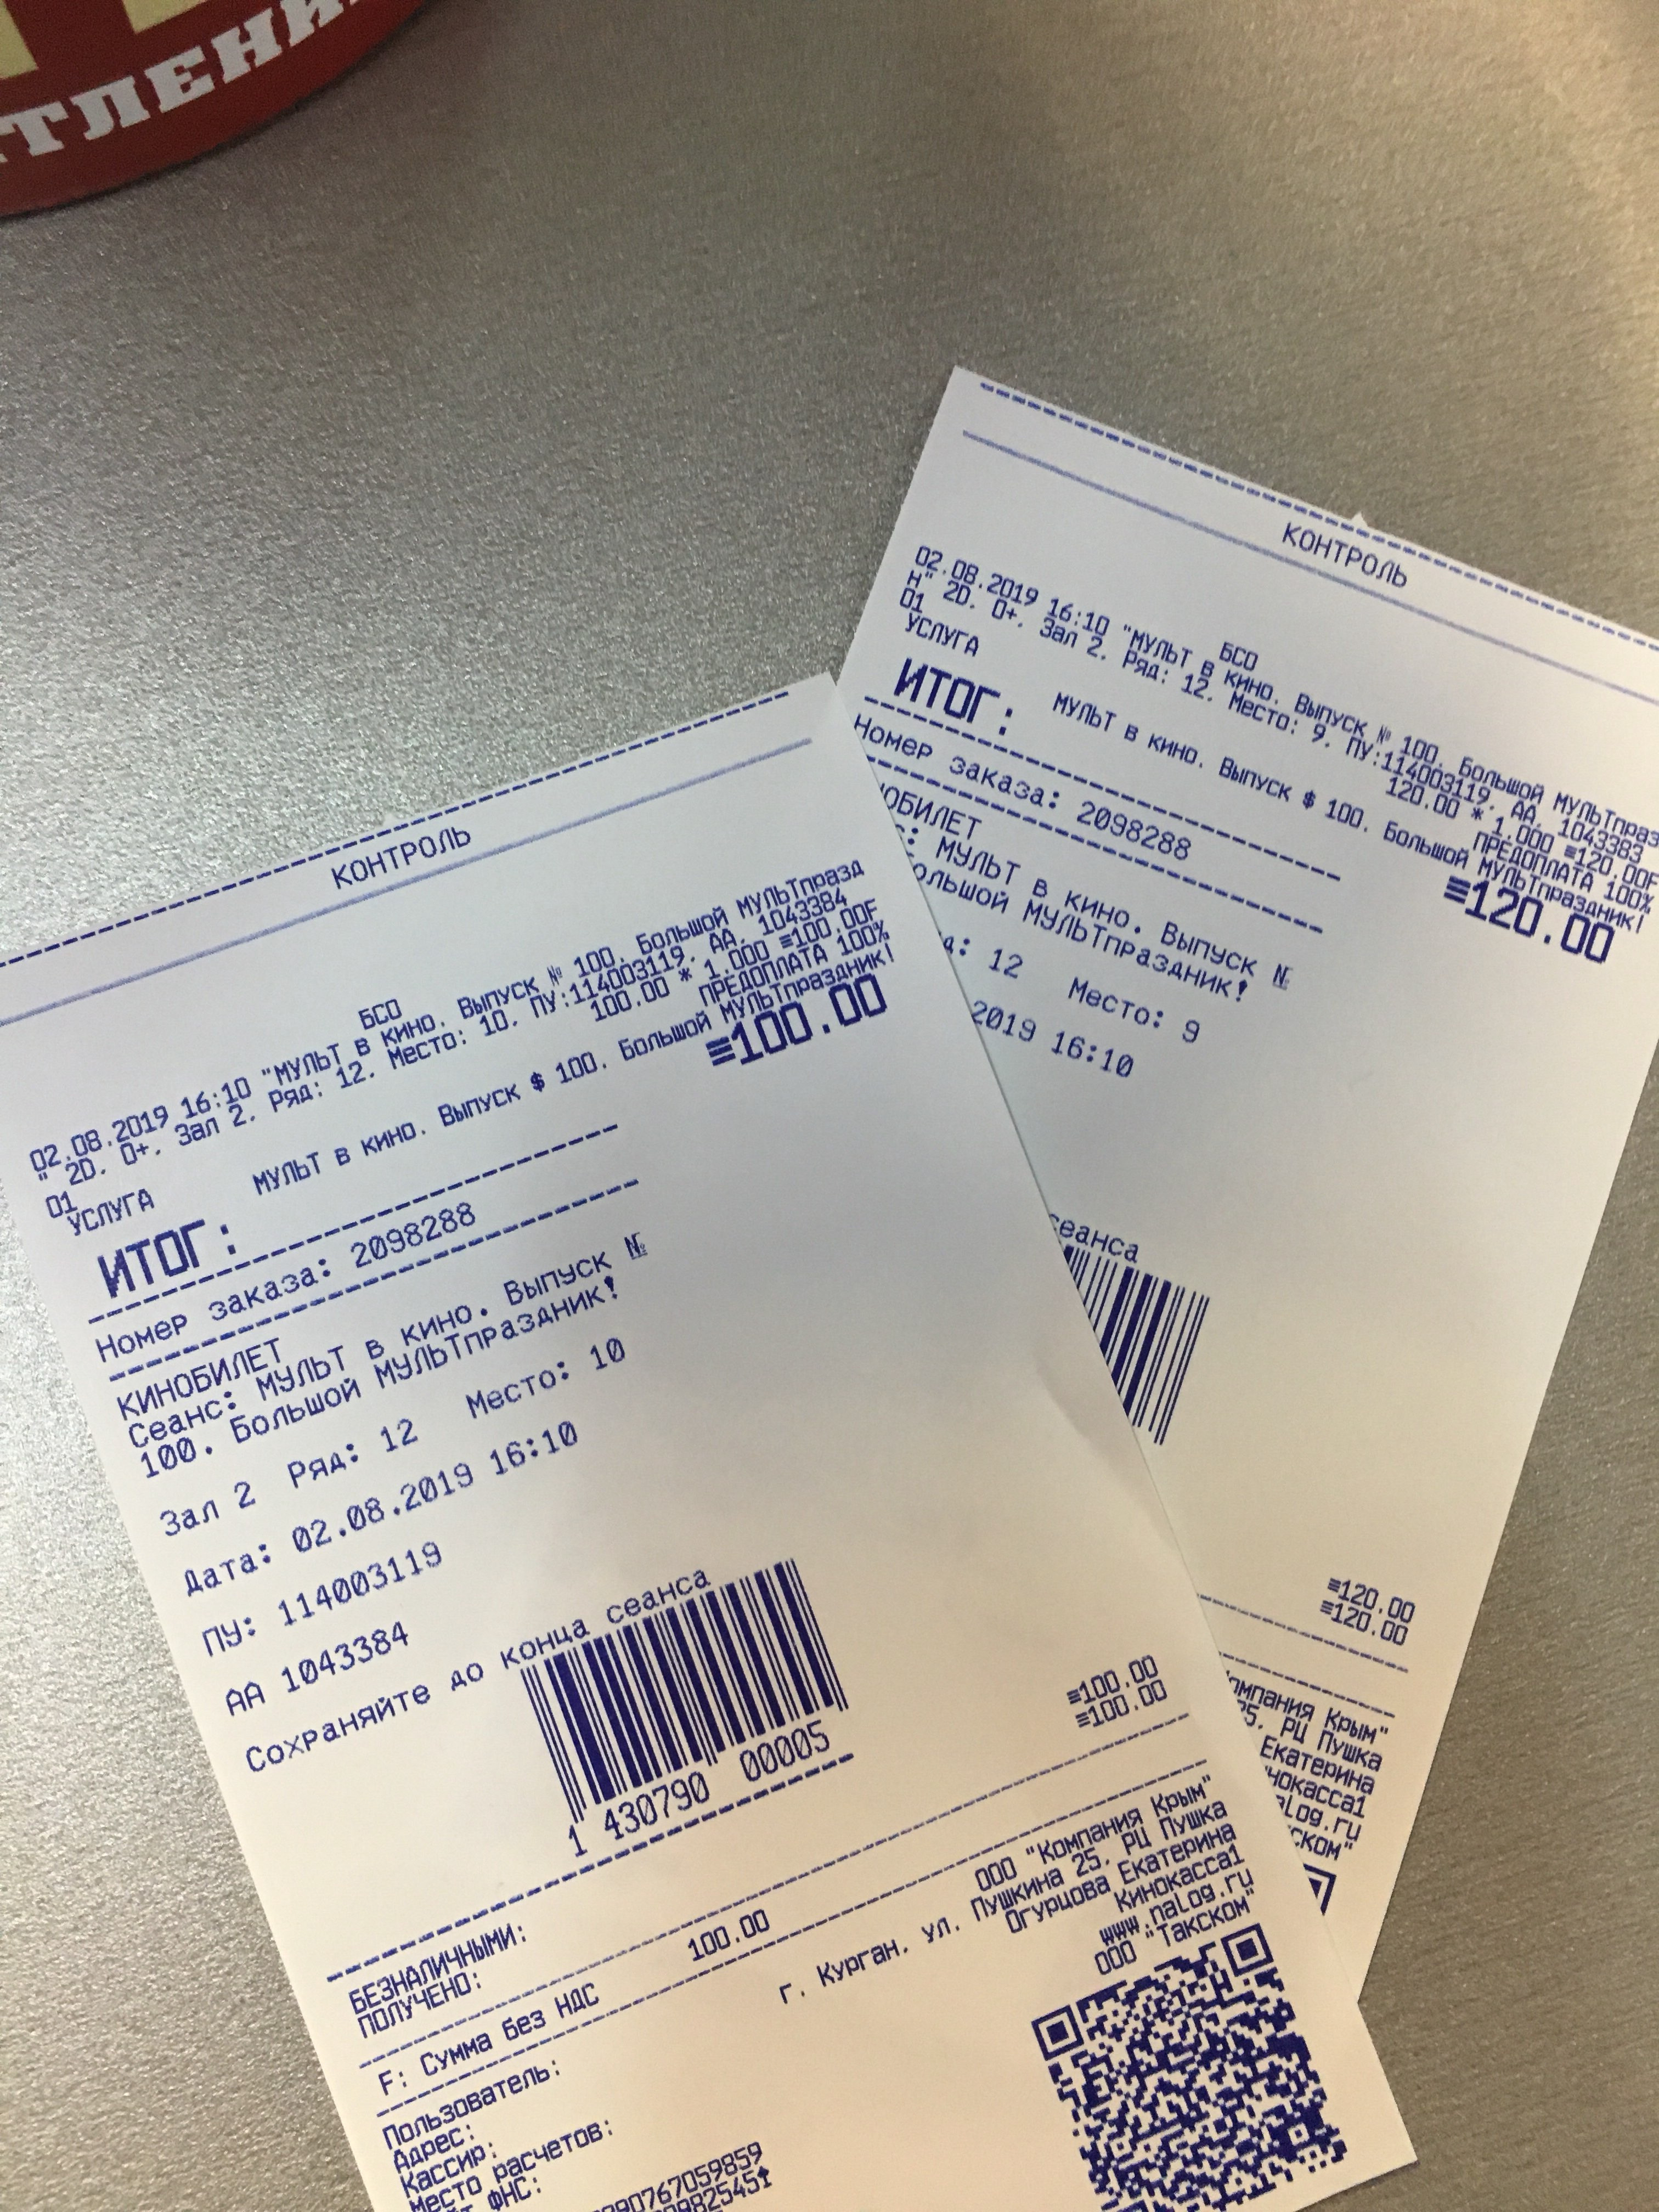 ТЛЕНИ
КОНТРОЛЬ
БСО
02.08.2019 16:10 "МУЛЬТ в кино. Выпуск № 100. Большой МУЛЬТпразд
" 2D. 0+. Зал 2. Ряд: 12. Место: 10. ПУ:114003119. АА. 1043384
01 100.00 * 1.000 ≡100.00F
УСЛУГА ПРЕДОПЛАТА 100%
МУЛЬТ в кино. Выпуск $ 100. Большой МУЛЬТпраздник!
ИТОГ: ≡100.00
Номер заказа: 2098288
КИНОБИЛЕТ
Сеанс: МУЛЬТ в кино. Выпуск №
100. Большой МУЛЬТпраздник!
Зал 2 Ряд: 12 Место: 10
Дата: 02.08.2019 16:10
ПУ: 114003119
АА 1043384
Сохраняйте до конца сеанса
1 430790 00005
БЕЗНАЛИЧНЫМИ: ≡100.00
ПОЛУЧЕНО: ≡100.00
F: Сумма без НДС 100.00
Пользователь: ООО "Компания Крым"
Адрес: г. Курган, ул. Пушкина 25, РЦ Пушка
Кассир: Огурцова Екатерина
Место расчетов: Кинокасса1
ФНС: www.nalog.ru
ООО "Такском"
КОНТРОЛЬ
БСО
02.08.2019 16:10 "МУЛЬТ в кино. Выпуск № 100. Большой МУЛЬТпраз
н" 2D. 0+. Зал 2. Ряд: 12. Место: 9. ПУ:114003119. АА. 1043383
01 120.00 * 1.000 ≡120.00F
УСЛУГА ПРЕДОПЛАТА 100%
МУЛЬТ в кино. Выпуск $ 100. Большой МУЛЬТпраздник!
ИТОГ: ≡120.00
Номер заказа: 2098288
НОБИЛЕТ
: МУЛЬТ в кино. Выпуск №
ольшой МУЛЬТпраздник!
д: 12 Место: 9
2019 16:10
сеанса
≡120.00
≡120.00
омпания Крым"
25, РЦ Пушка
Екатерина
нокасса1
alog.ru
ском"